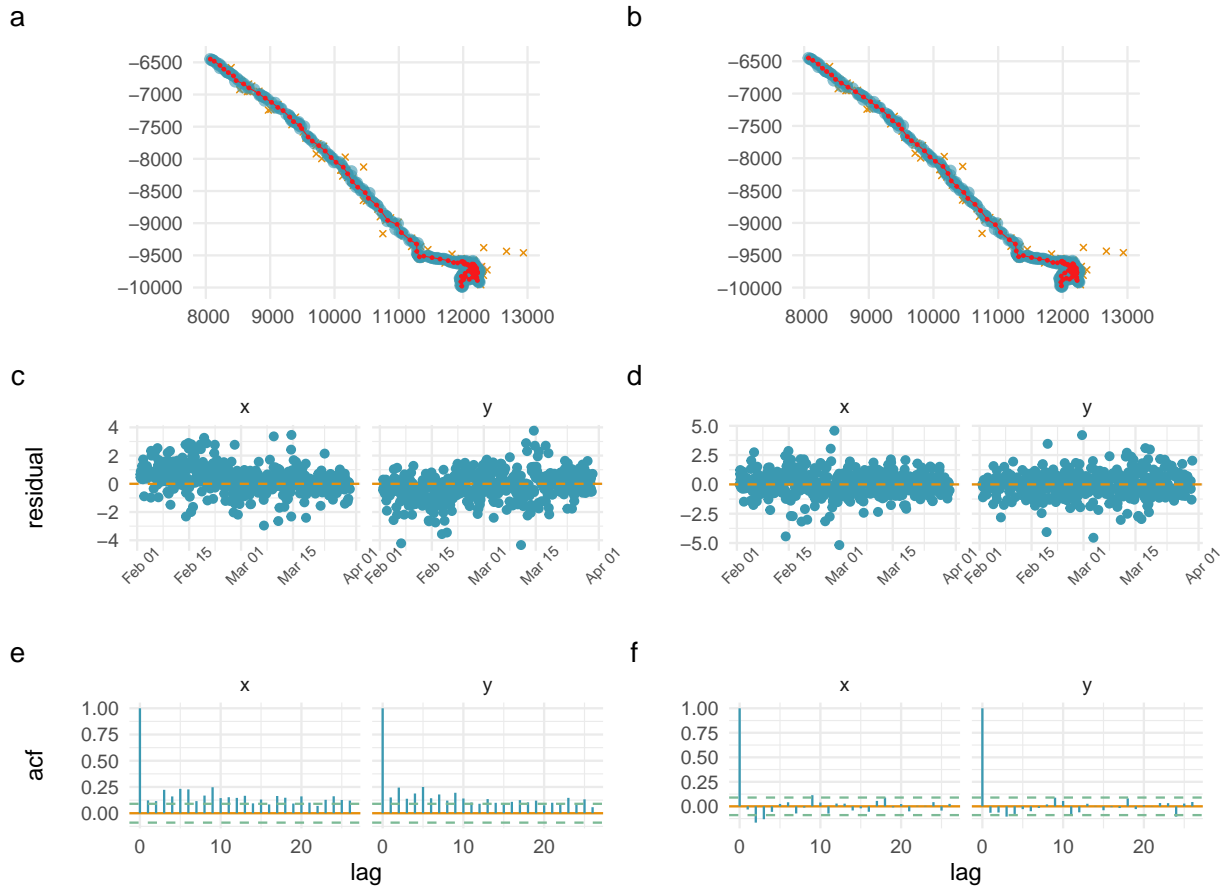 a
−6500
−7000
−7500
−8000
−8500
−9000
−9500
−10000
8000 9000 10000 11000 12000 13000
b
−6500
−7000
−7500
−8000
−8500
−9000
−9500
−10000
8000 9000 10000 11000 12000 13000
c
x y
residual
4
2
0
−2
−4
Feb 01 Feb 15 Mar 01 Mar 15 Apr 01 Feb 01 Feb 15 Mar 01 Mar 15 Apr 01
d
x y
5.0
2.5
0.0
−2.5
−5.0
Feb 01 Feb 15 Mar 01 Mar 15 Apr 01 Feb 01 Feb 15 Mar 01 Mar 15 Apr 01
e
x y
acf
1.00
0.75
0.50
0.25
0.00
0 10 20 0 10 20
lag
f
x y
1.00
0.75
0.50
0.25
0.00
0 10 20 0 10 20
lag